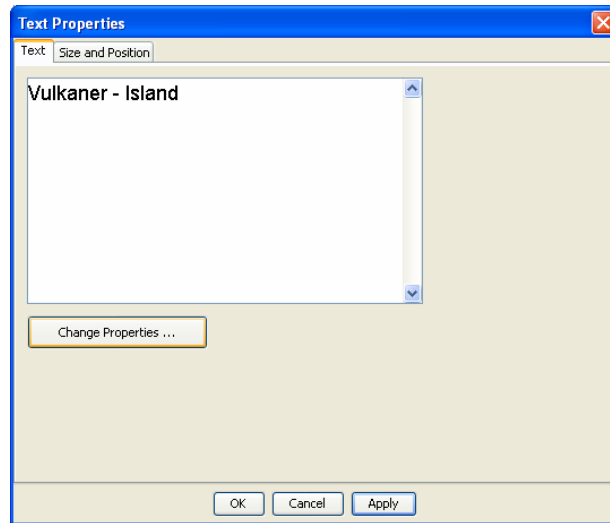 Text Properties
Text
Size and Position
Vulkaner - Island
Change Properties ...
OK
Cancel
Apply